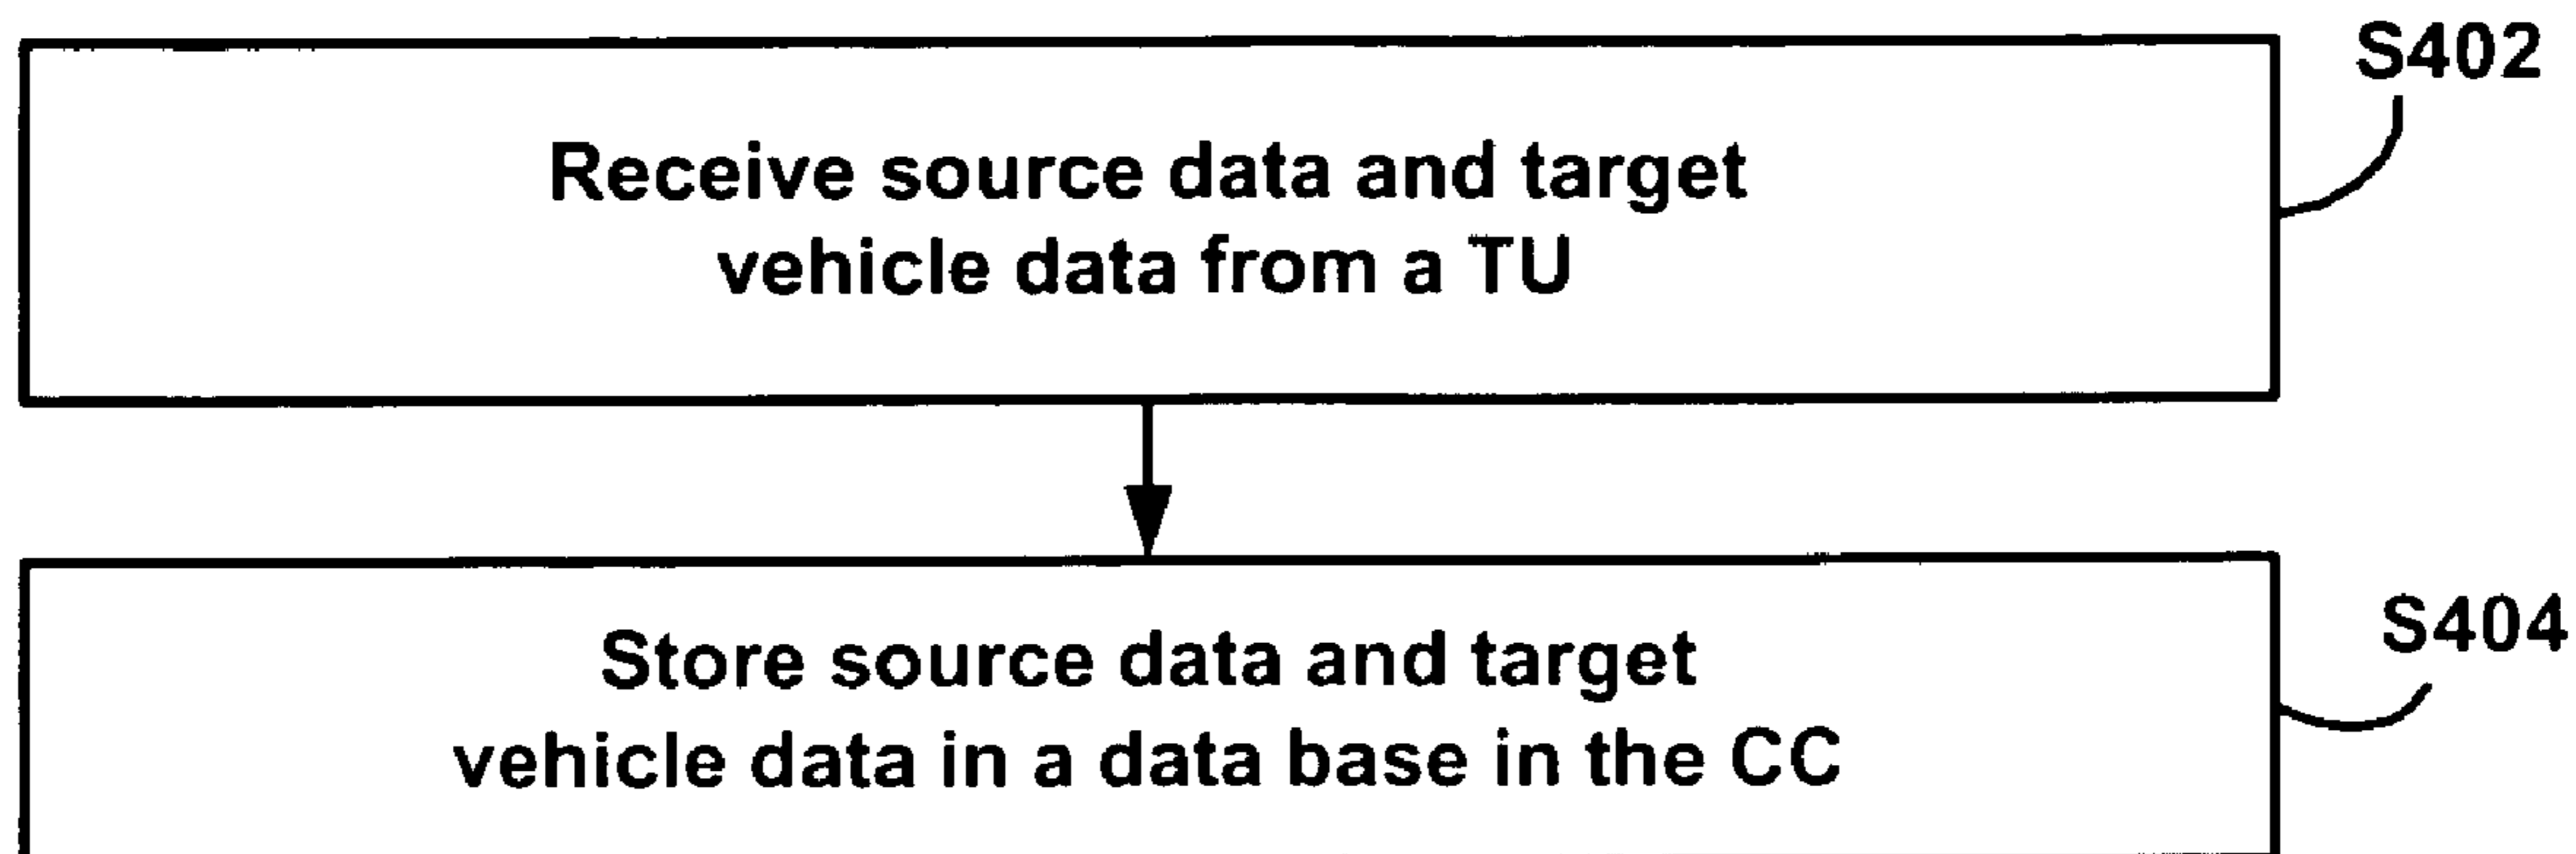 S402
Receive source data and target
vehicle data from a TU
S404
Store source data and target
vehicle data in a data base in the CC